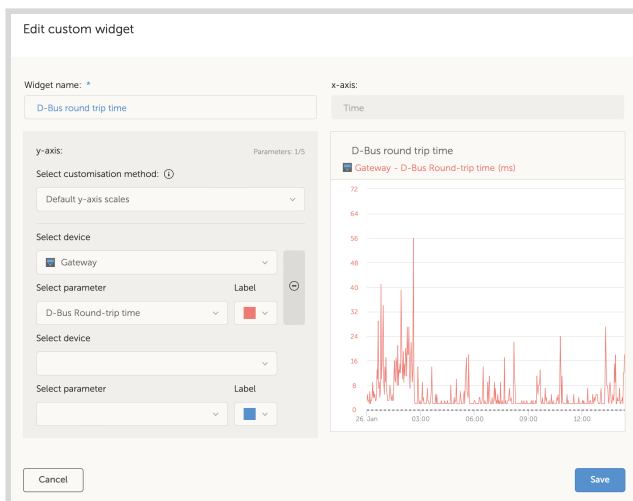 Edit custom widget
Widget name: *
x-axis:
D-Bus round trip time
Time
y-axis:
Parameters: 1/5
Select customisation method:
Default y-axis scales
Select device
Gateway
Select parameter
Label
D-Bus Round-trip time
Select device
Select parameter
Label
D-Bus round trip time
Gateway - D-Bus Round-trip time (ms)
72
64
56
48
40
32
24
16
8
0
26. Jan
03:00
06:00
09:00
12:00
Cancel
Save